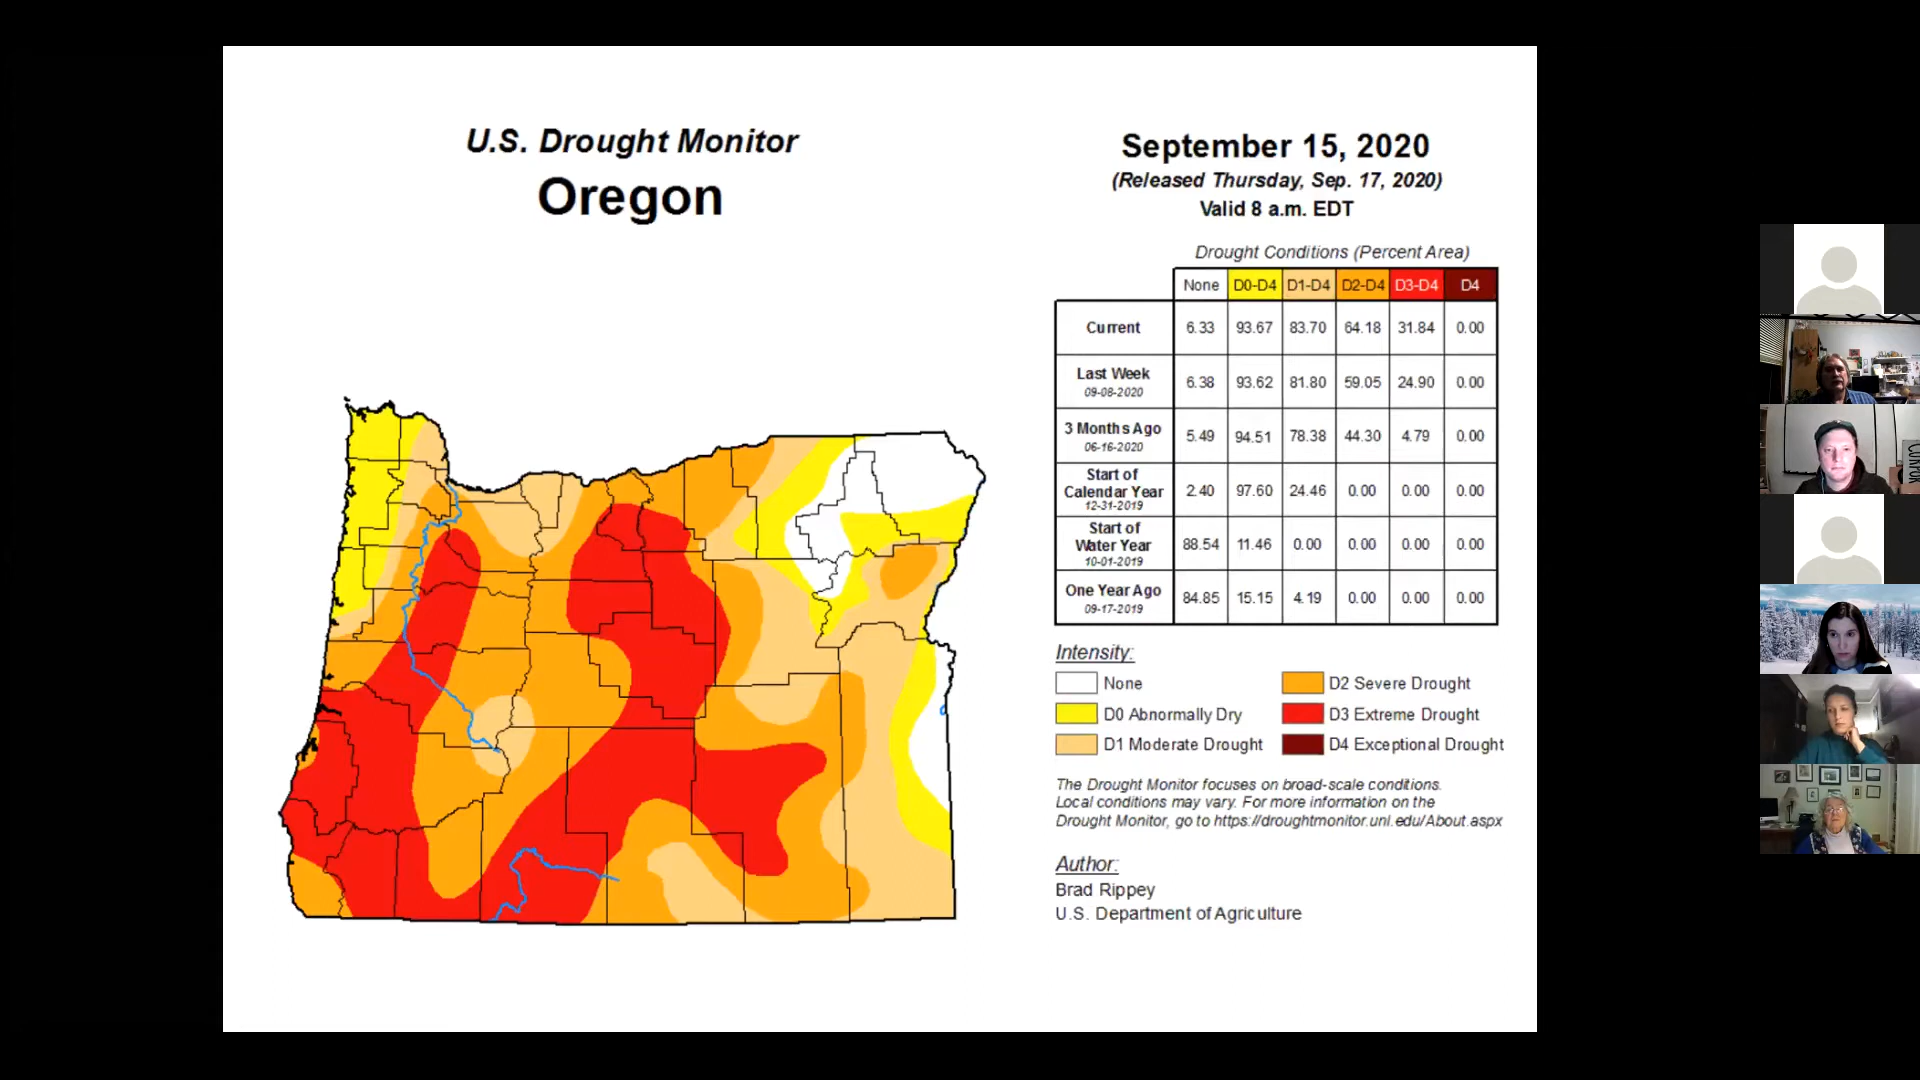 U.S. Drought Monitor
Oregon
September 15, 2020
(Released Thursday, Sep. 17, 2020)
Valid 8 a.m. EDT
Drought Conditions (Percent Area)
None D0-D4 D1-D4 D2-D4 D3-D4 D4
Current 6.33 93.67 83.70 64.18 31.84 0.00
Last Week 09-08-2020 6.38 93.62 81.80 59.05 24.90 0.00
3 Months Ago 06-16-2020 5.49 94.51 78.38 44.30 4.79 0.00
Start of Calendar Year 12-31-2019 2.40 97.60 24.46 0.00 0.00 0.00
Start of Water Year 10-01-2019 88.54 11.46 0.00 0.00 0.00 0.00
One Year Ago 09-17-2019 84.85 15.15 4.19 0.00 0.00 0.00
Intensity:
None
D0 Abnormally Dry
D1 Moderate Drought
D2 Severe Drought
D3 Extreme Drought
D4 Exceptional Drought
The Drought Monitor focuses on broad-scale conditions.
Local conditions may vary. For more information on the
Drought Monitor, go to https://droughtmonitor.unl.edu/About.aspx
Author:
Brad Rippey
U.S. Department of Agriculture